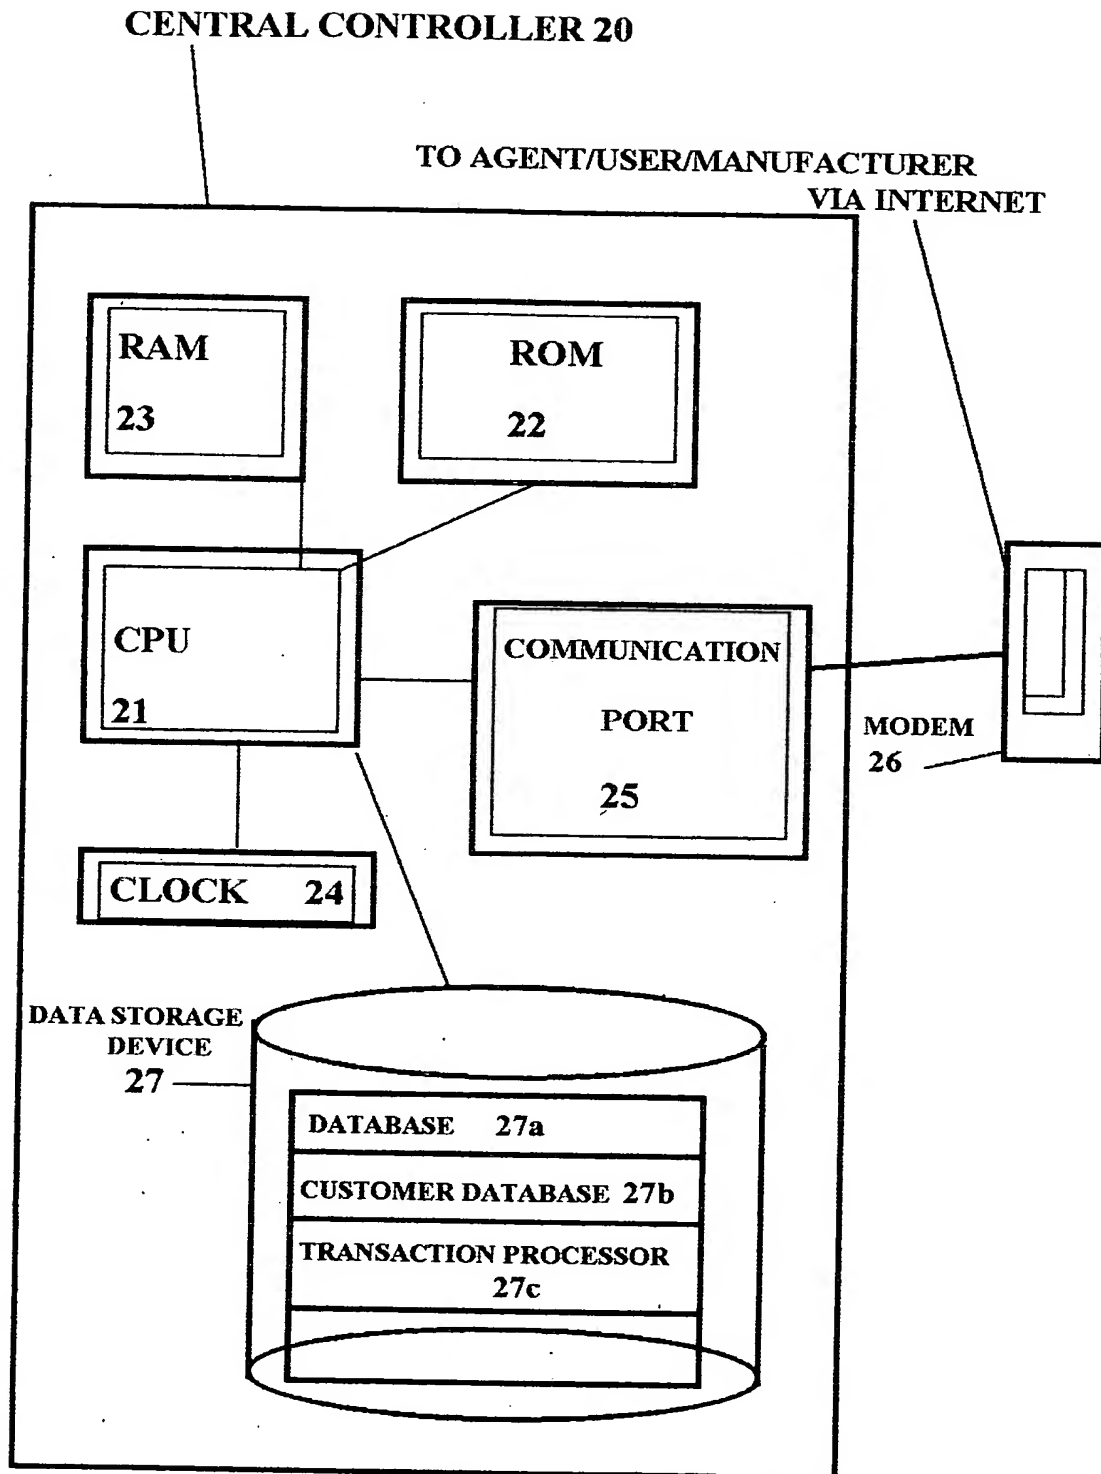 CENTRAL CONTROLLER 20
TO AGENT/USER/MANUFACTURER
VIA INTERNET
RAM
23
ROM
22
CPU
21
COMMUNICATION
PORT
25
MODEM
26
CLOCK 24
DATA STORAGE
DEVICE
27
DATABASE 27a
CUSTOMER DATABASE 27b
TRANSACTION PROCESSOR
27c